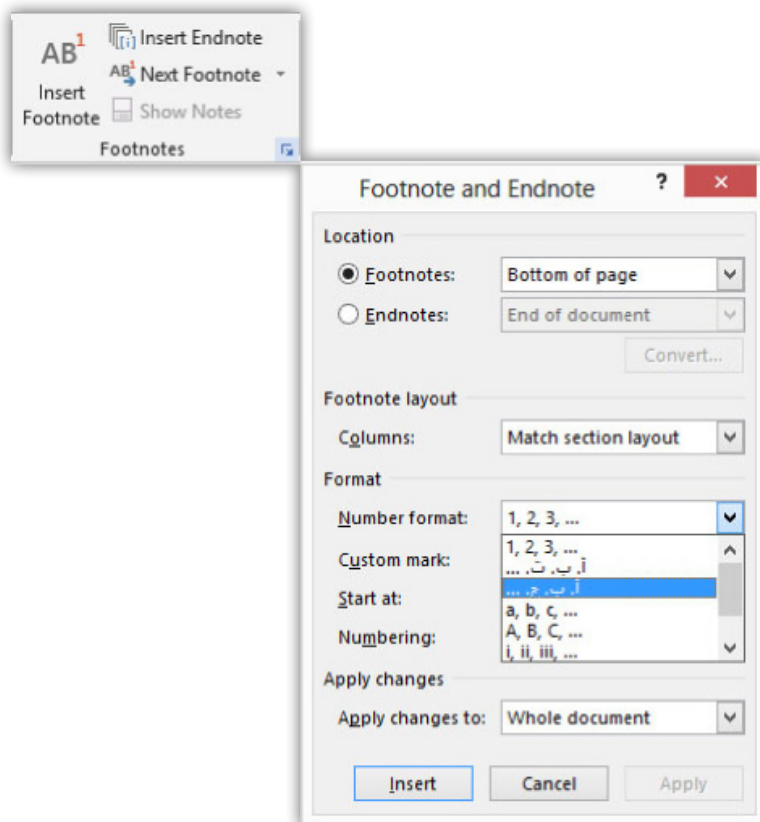 Insert Endnote
AB¹ Next Footnote
AB¹
Insert
Footnote
Show Notes
Footnotes
Footnote and Endnote ?
Location
Footnotes: Bottom of page
Endnotes: End of document
Convert...
Footnote layout
Columns: Match section layout
Format
Number format: 1, 2, 3, ...
1, 2, 3, ...
آ. ب. ت. ...
Custom mark:
آ. ب. ج. ...
Start at:
a, b, c, ...
A, B, C, ...
Numbering:
i, ii, iii, ...
Apply changes
Apply changes to: Whole document
Insert Cancel Apply